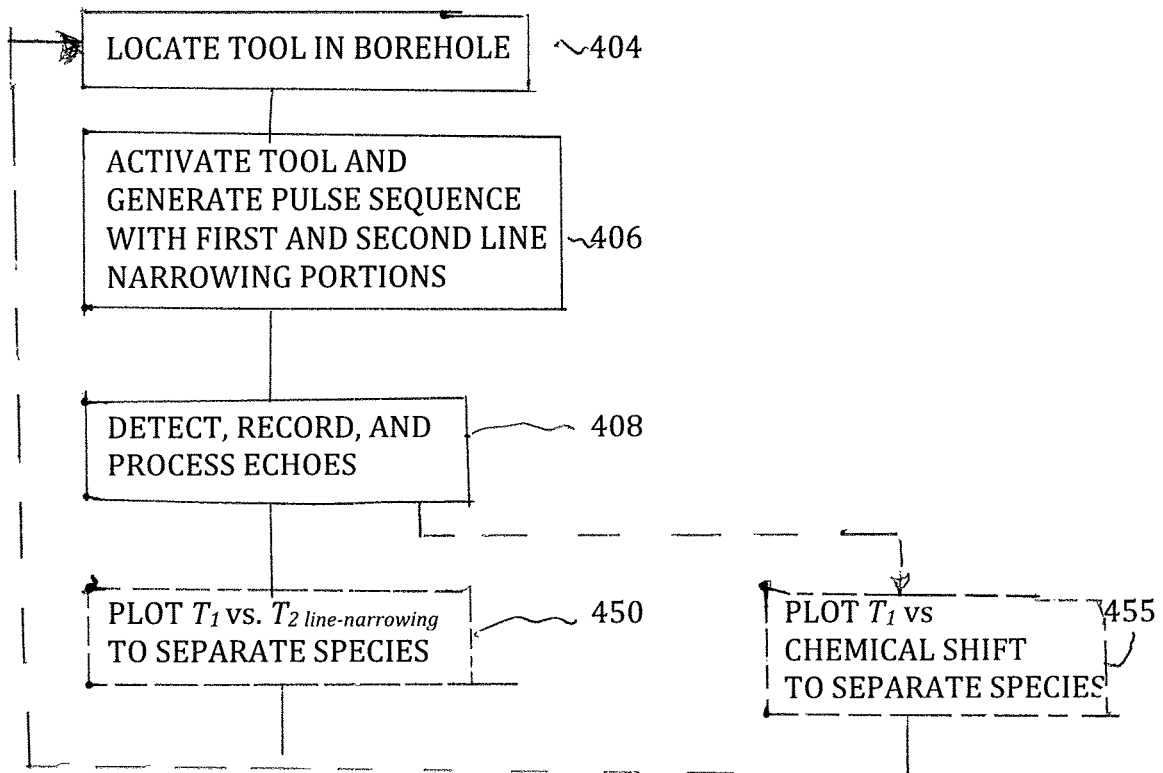 LOCATE TOOL IN BOREHOLE
404
ACTIVATE TOOL AND
GENERATE PULSE SEQUENCE
WITH FIRST AND SECOND LINE
NARROWING PORTIONS
406
DETECT, RECORD, AND
PROCESS ECHOES
408
PLOT T1 vs. T2 line-narrowing
TO SEPARATE SPECIES
450
PLOT T1 vs
CHEMICAL SHIFT
TO SEPARATE SPECIES
455